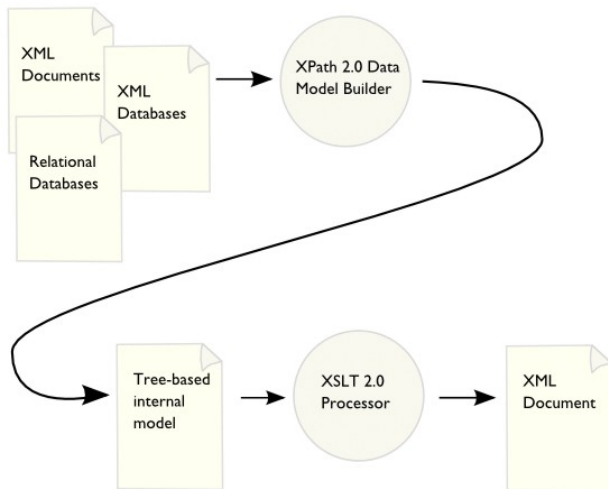 XML
Documents
XML
Databases
Relational
Databases
XPath 2.0 Data
Model Builder
Tree-based
internal
model
XSLT 2.0
Processor
XML
Document